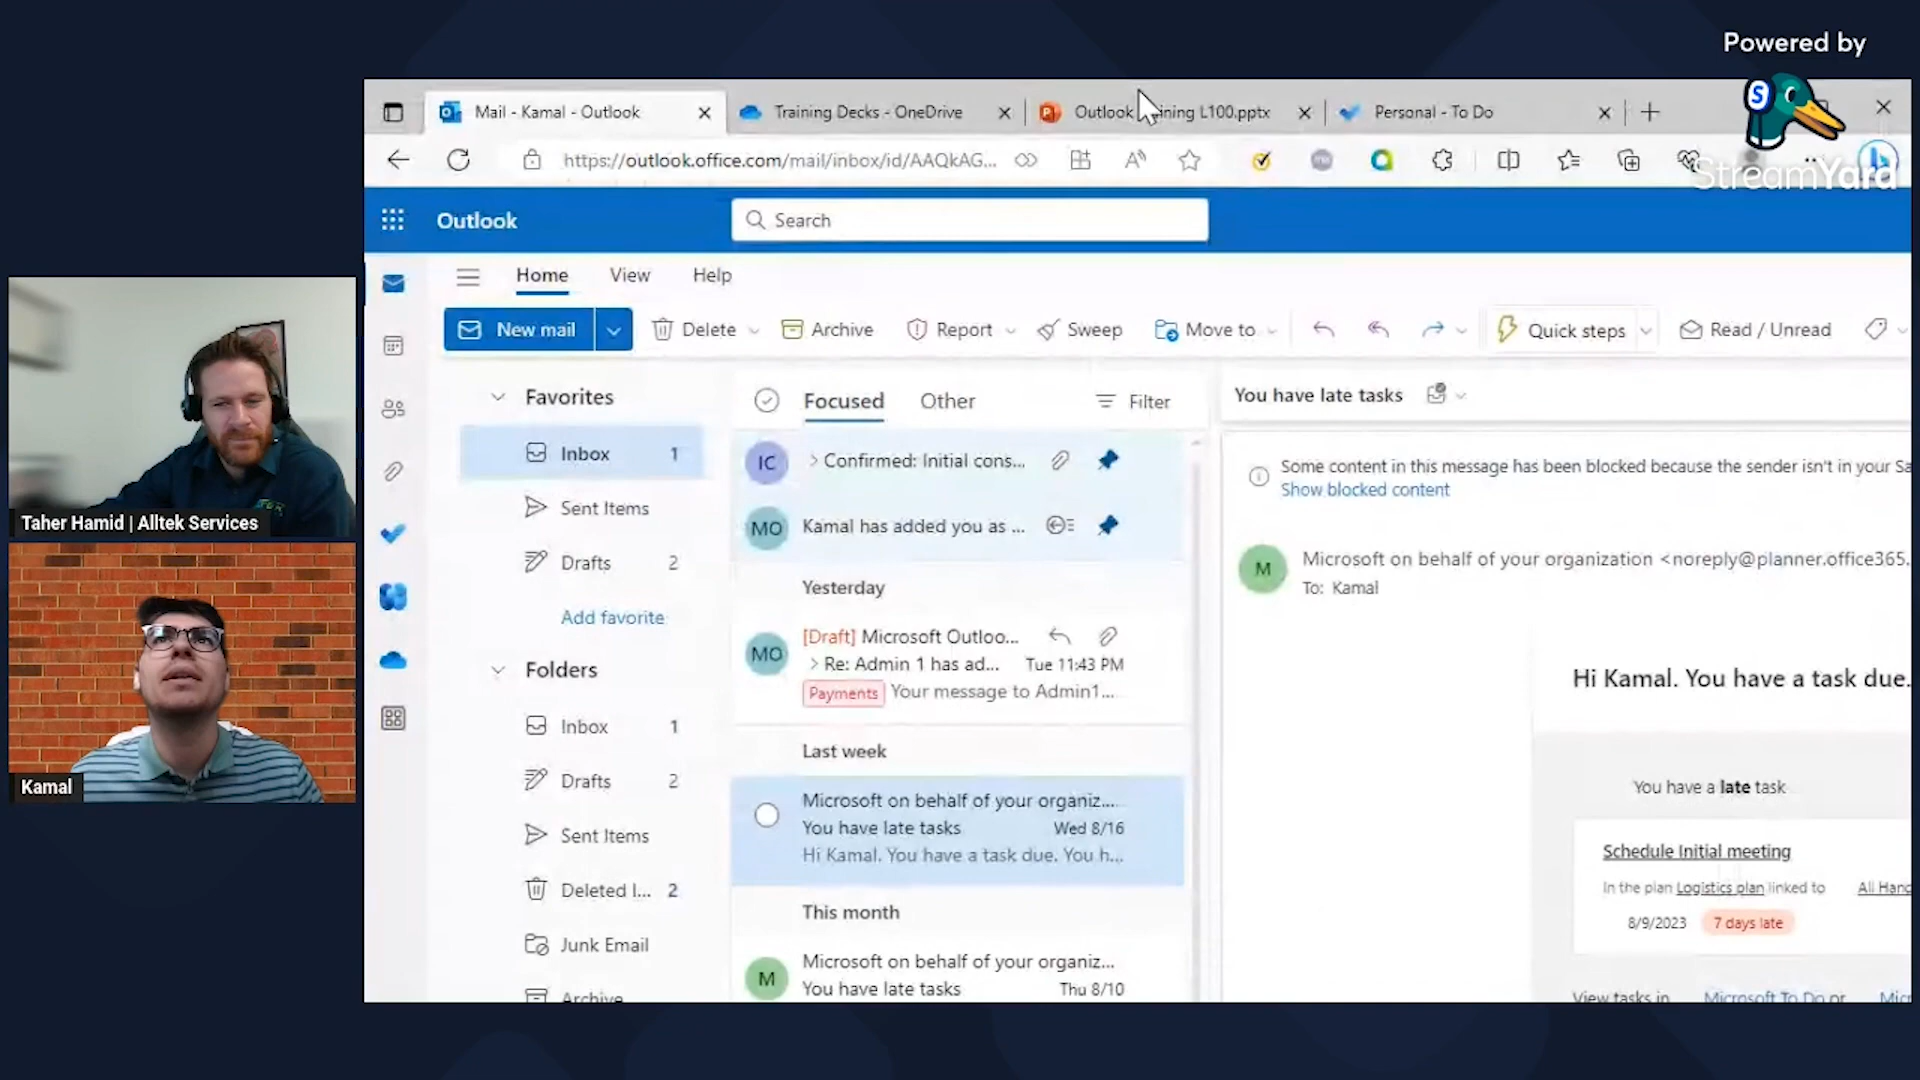 Powered by
StreamYard
Mail - Kamal - Outlook
Training Decks - OneDrive
Personal - To Do
https://outlook.office.com/mail/inbox/id/AAQkAG...
Outlook
Search
Home
View
Help
New mail
Delete
Archive
Report
Sweep
Move to
Quick steps
Read / Unread
Favorites
Inbox 1
Sent Items
Drafts 2
Add favorite
Folders
Inbox 1
Drafts 2
Sent Items
Deleted I... 2
Junk Email
Archive
Focused
Other
Filter
IC
Confirmed: Initial cons...
MO
Kamal has added you as ...
Yesterday
MO
[Draft] Microsoft Outloo...
Re: Admin 1 has ad... Tue 11:43 PM
Payments Your message to Admin1...
Last week
Microsoft on behalf of your organiz...
You have late tasks Wed 8/16
Hi Kamal. You have a task due. You h...
This month
M
Microsoft on behalf of your organiz...
You have late tasks Thu 8/10
You have late tasks
Some content in this message has been blocked because the sender isn't in your Sa
Show blocked content
M
Microsoft on behalf of your organization <noreply@planner.office365.
To: Kamal
Hi Kamal. You have a task due.
You have a late task
Schedule Initial meeting
In the plan Logistics plan linked to All Hand
8/9/2023 7 days late
View tasks in Microsoft To Do or
Taher Hamid | Alltek Services
Kamal